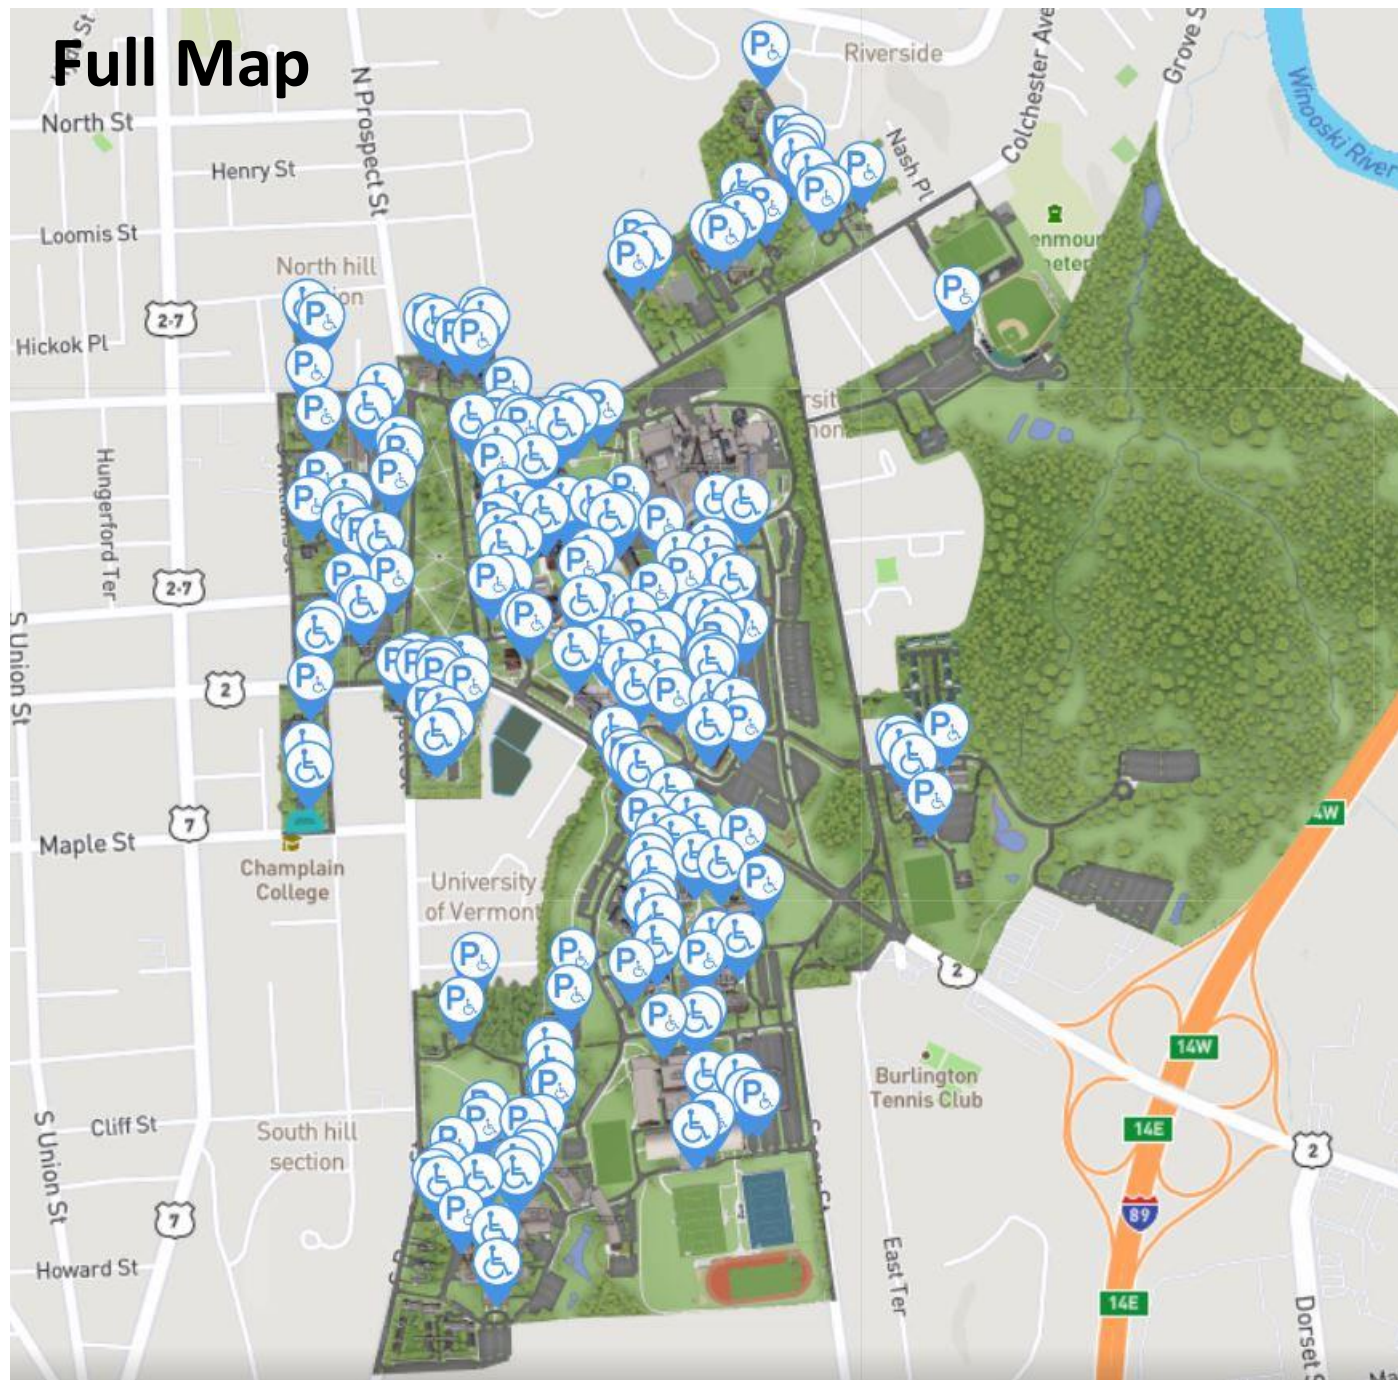 Full Map
Riverside
Colchester Ave
Grove S
Winooski River
North St
N Prospect St
Henry St
Nash Pl
Loomis St
North hill
2-7
Hickok Pl
Hungerford Ter
2-7
S Union St
2
7
Maple St
Champlain
College
University
of Vermont
4W
2
14W
Burlington
Tennis Club
Cliff St
South hill
section
14E
2
S Union St
7
89
Howard St
East Ter
14E
Dorset S